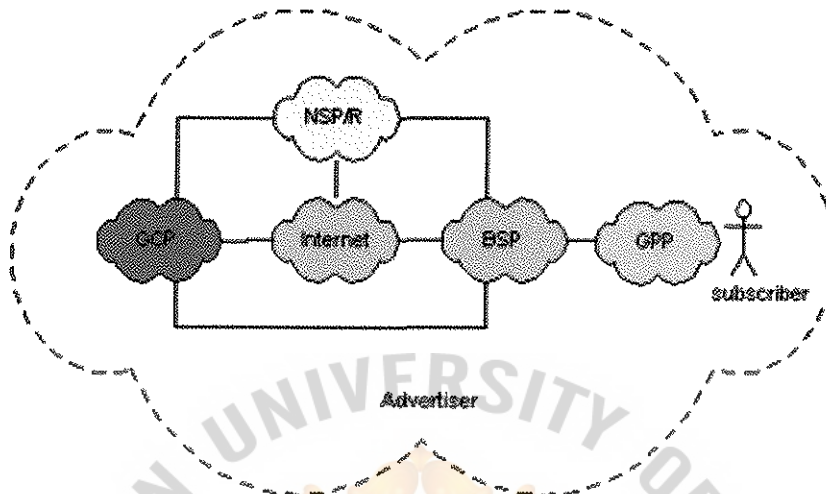 NSP/R
GCP
Internet
BSP
GPP
subscriber
Advertiser
UNIVERSITY